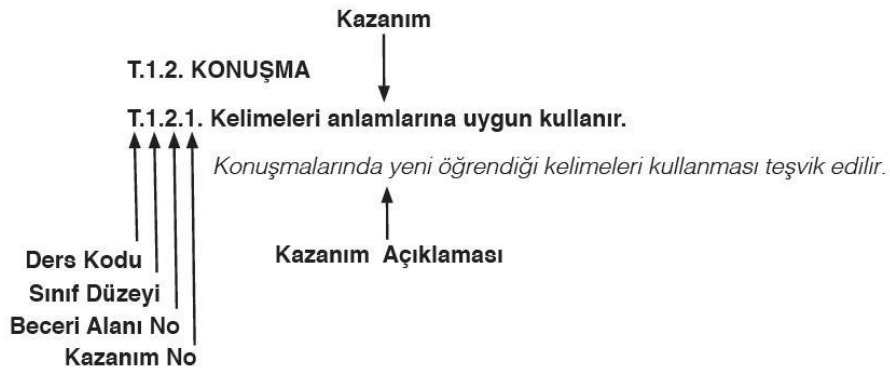 Kazanım
T.1.2. KONUŞMA
T.1.2.1. Kelimeleri anlamlarına uygun kullanır.
Konuşmalarında yeni öğrendiği kelimeleri kullanması teşvik edilir.
Ders Kodu
Kazanım Açıklaması
Sınıf Düzeyi
Beceri Alanı No
Kazanım No